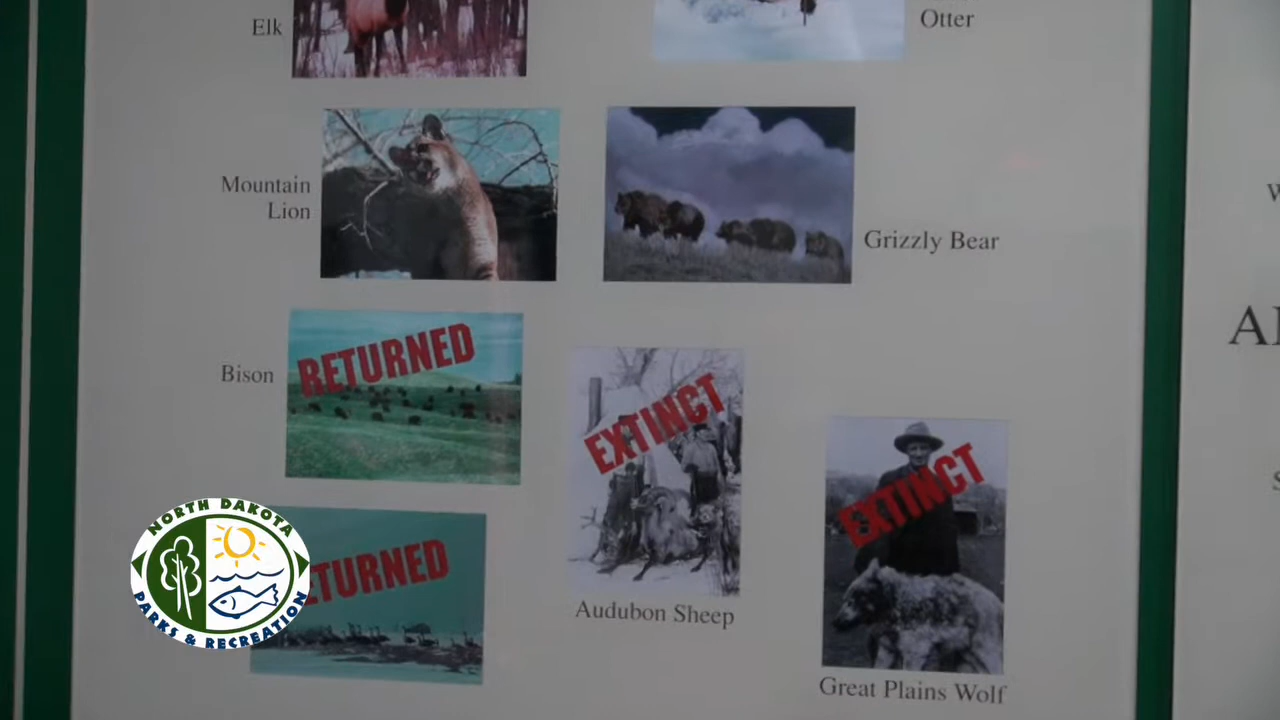 Elk
Otter
Mountain
Lion
Grizzly Bear
Bison
RETURNED
EXTINCT
EXTINCT
NORTH DAKOTA
PARKS & RECREATION
ETURNED
Audubon Sheep
Great Plains Wolf